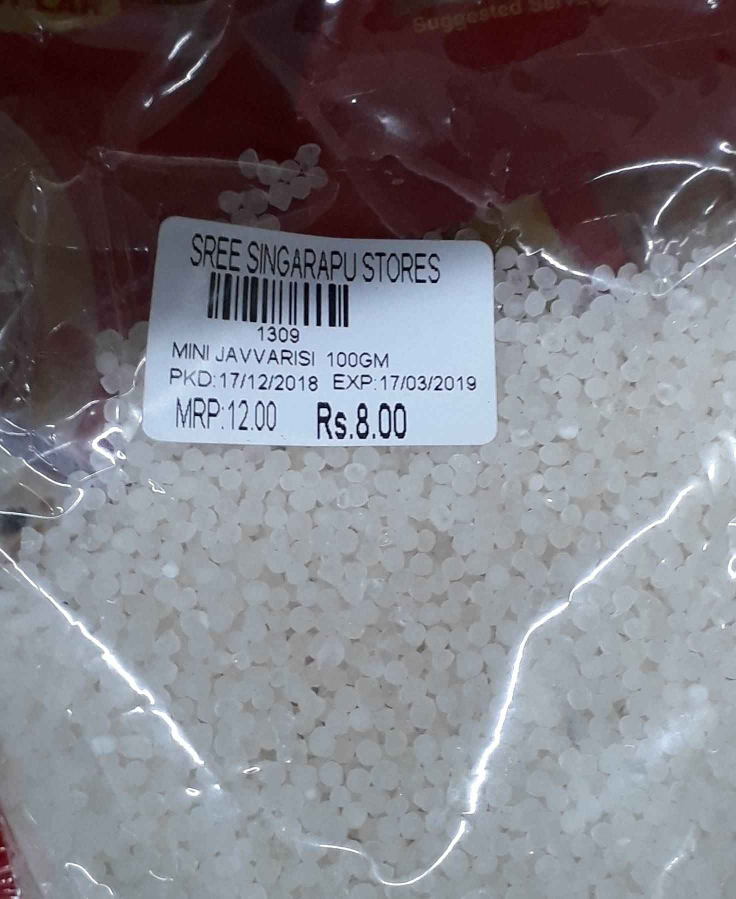 Suggested
SREE SINGARAPU STORES
1309
MINI JAVVARISI 100GM
PKD:17/12/2018 EXP:17/03/2019
MRP:12.00 Rs.8.00